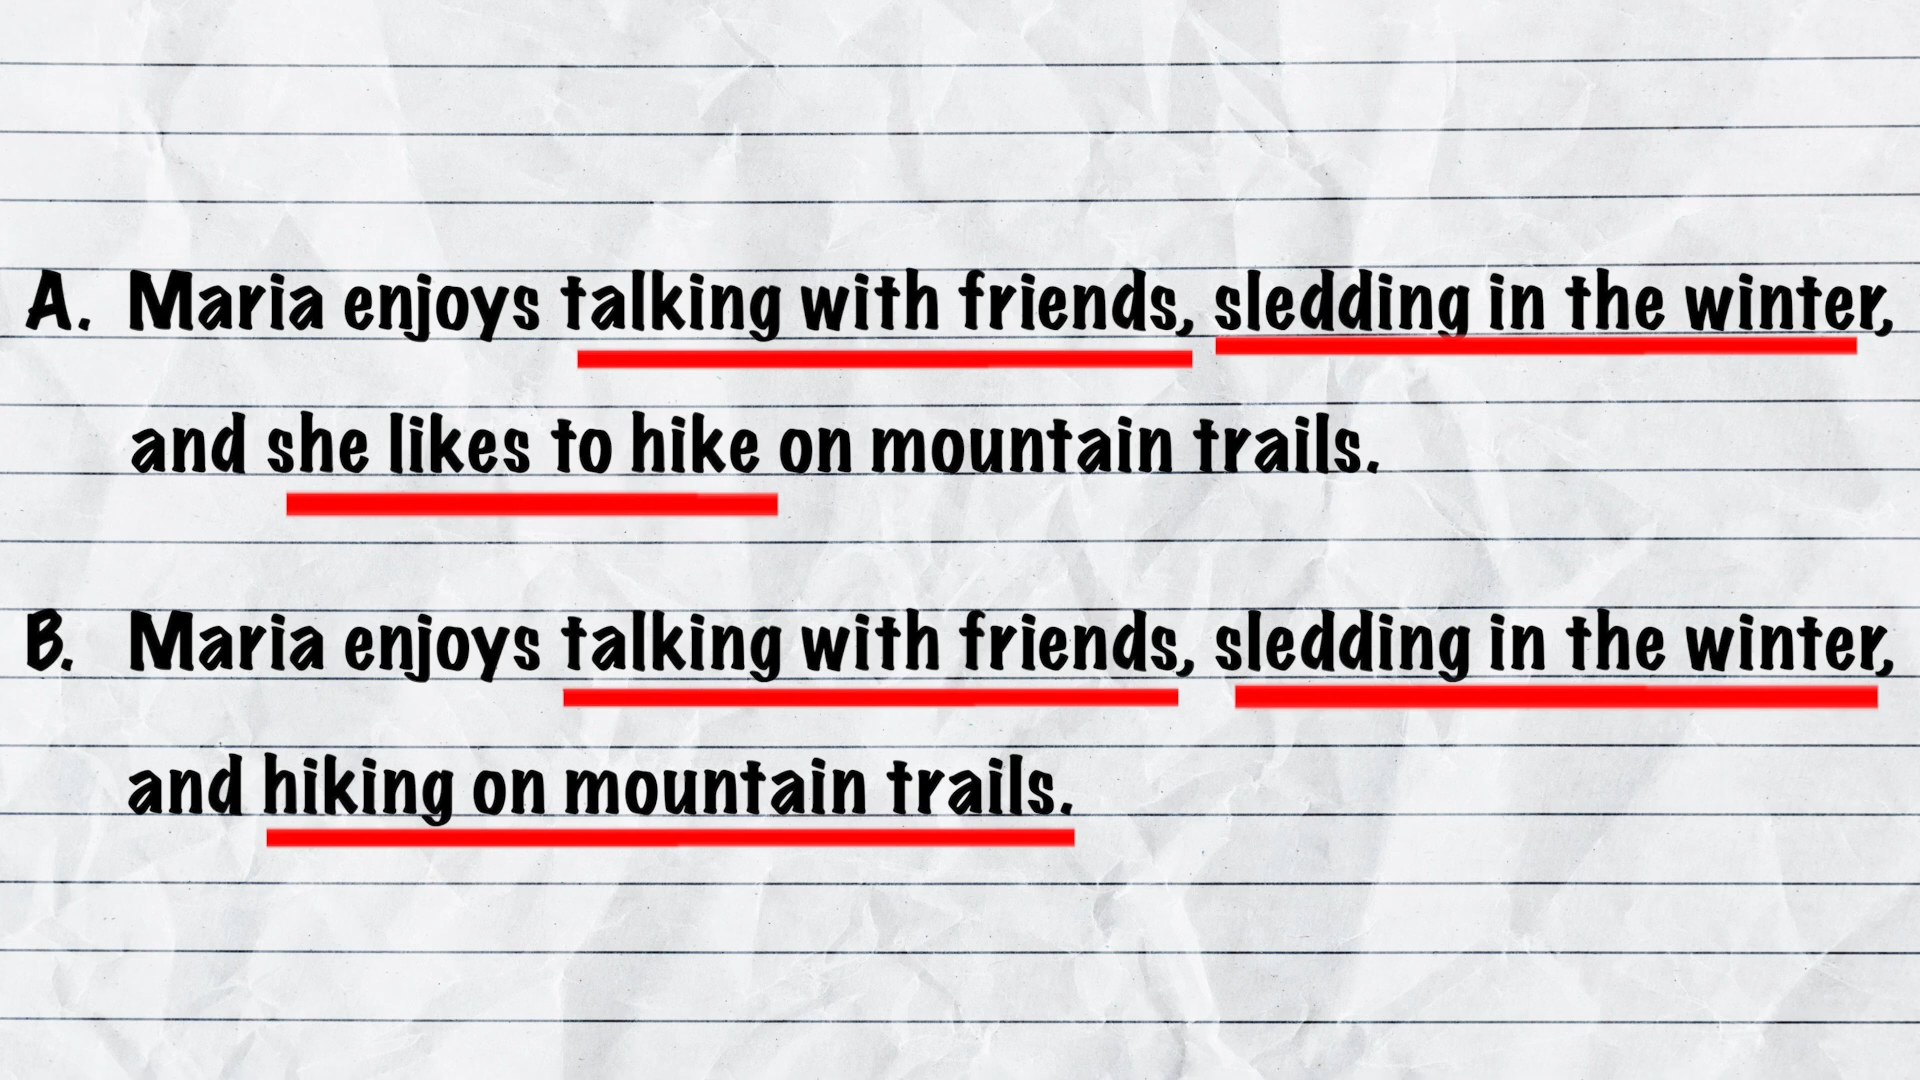 A. Maria enjoys talking with friends, sledding in the winter,
and she likes to hike on mountain trails.
B. Maria enjoys talking with friends, sledding in the winter,
and hiking on mountain trails.